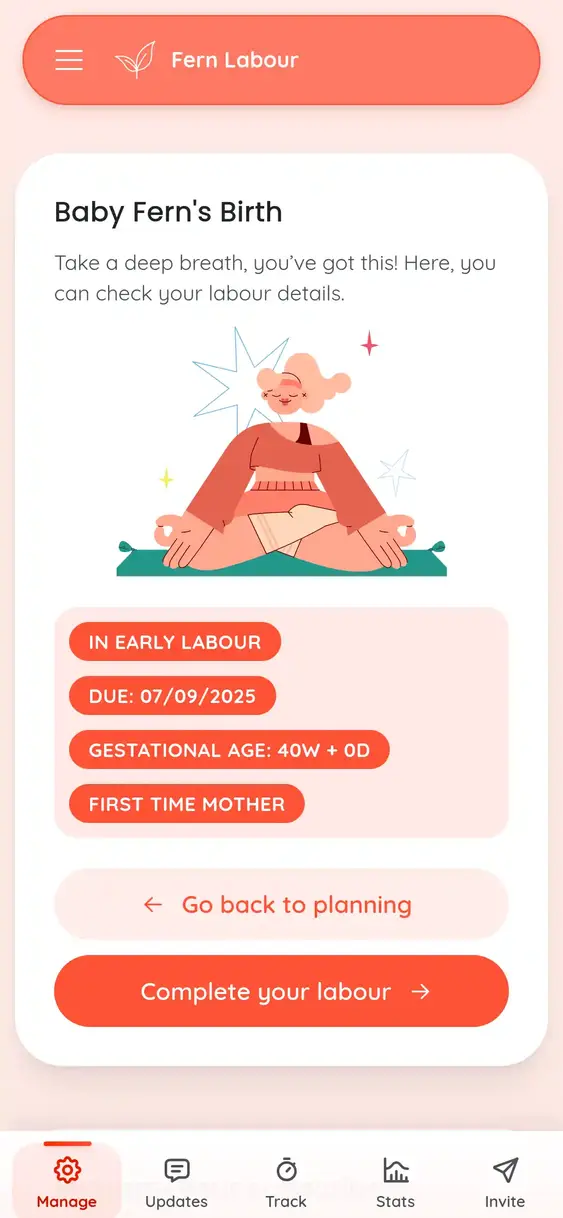 Fern Labour
Baby Fern's Birth
Take a deep breath, you’ve got this! Here, you
can check your labour details.
IN EARLY LABOUR
DUE: 07/09/2025
GESTATIONAL AGE: 40W + 0D
FIRST TIME MOTHER
← Go back to planning
Complete your labour →
Manage Updates Track Stats Invite